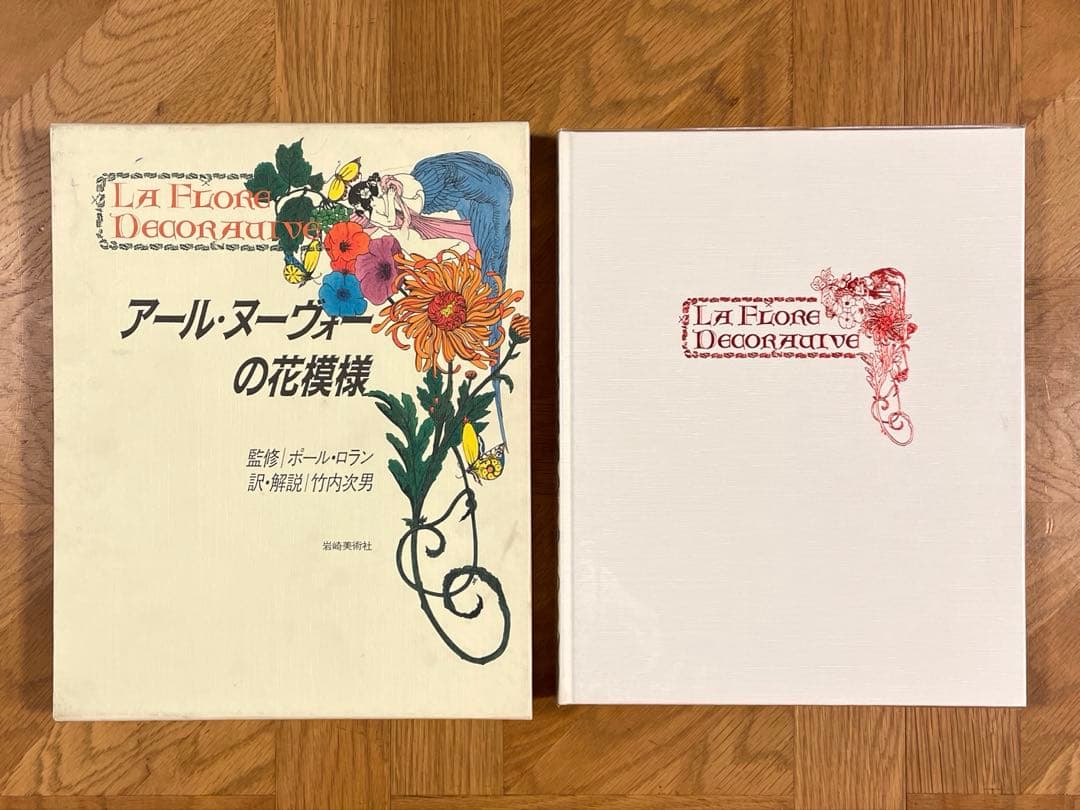 LA FLORE
DECORATIVE
アール・ヌーヴォー
の花模様
監修|ポール・ロラン
訳・解説|竹内次男
岩崎美術社
LA FLORE
DECORATIVE